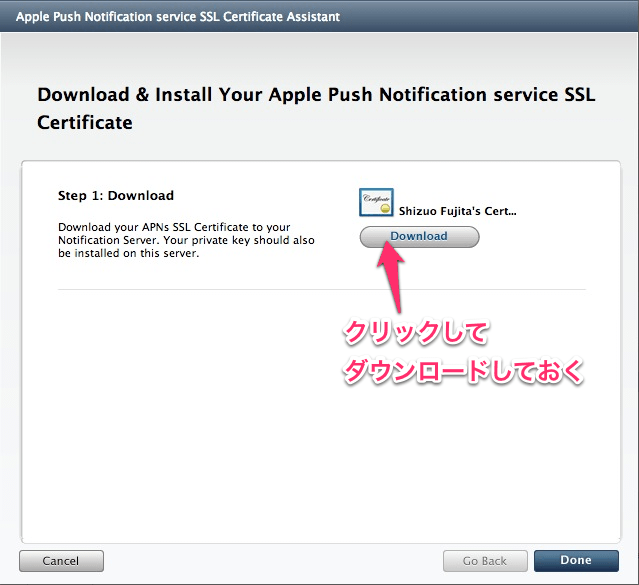 Apple Push Notification service SSL Certificate Assistant
Download & Install Your Apple Push Notification service SSL
Certificate
Step 1: Download
Download your APNs SSL Certificate to your
Notification Server. Your private key should also
be installed on this server.
Certificate
Shizuo Fujita's Cert...
Download
クリックして
ダウンロードしておく
Cancel
Go Back
Done